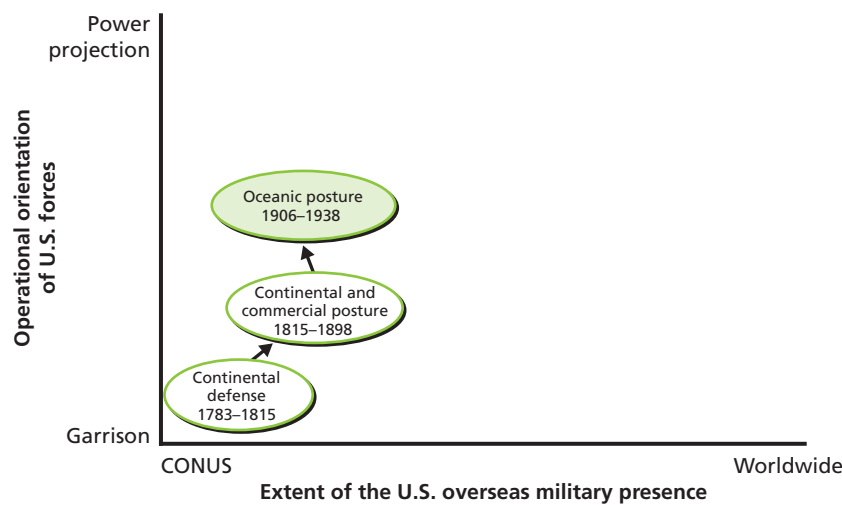 Power
projection
Operational orientation
of U.S. forces
Oceanic posture
1906–1938
Continental and
commercial posture
1815–1898
Continental
defense
1783–1815
Garrison
CONUS
Worldwide
Extent of the U.S. overseas military presence